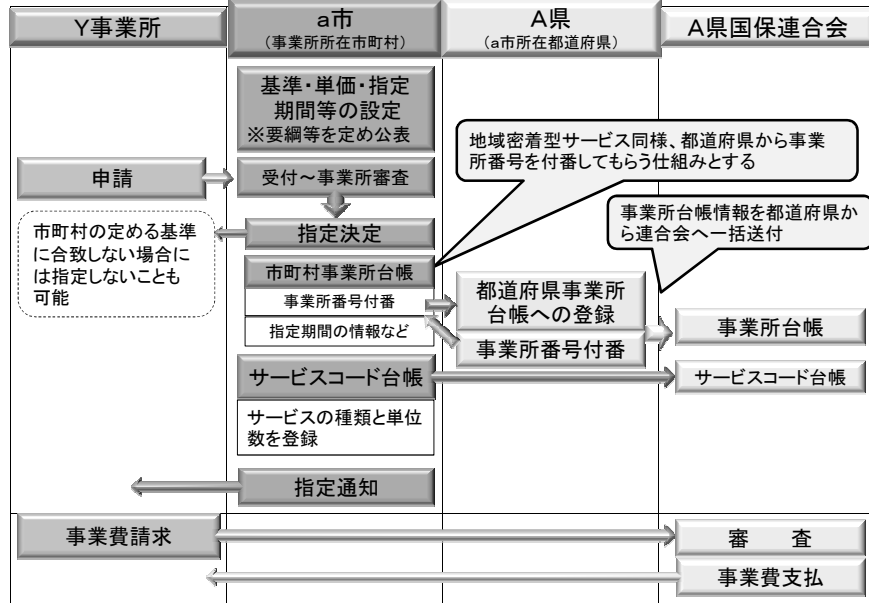 Y事業所
a市
（事業所所在市町村）
A県
（a市所在都道府県）
A県国保連合会
基準・単価・指定
期間等の設定
※要綱等を定め公表
地域密着型サービス同様、都道府県から事業
所番号を付番してもらう仕組みとする
申請
受付～事業所審査
事業所台帳情報を都道府県か
ら連合会へ一括送付
市町村の定める基準
に合致しない場合に
は指定しないことも
可能
指定決定
市町村事業所台帳
事業所番号付番
指定期間の情報など
都道府県事業所
台帳への登録
事業所番号付番
事業所台帳
サービスコード台帳
サービスの種類と単位
数を登録
サービスコード台帳
指定通知
事業費請求
審　査
事業費支払